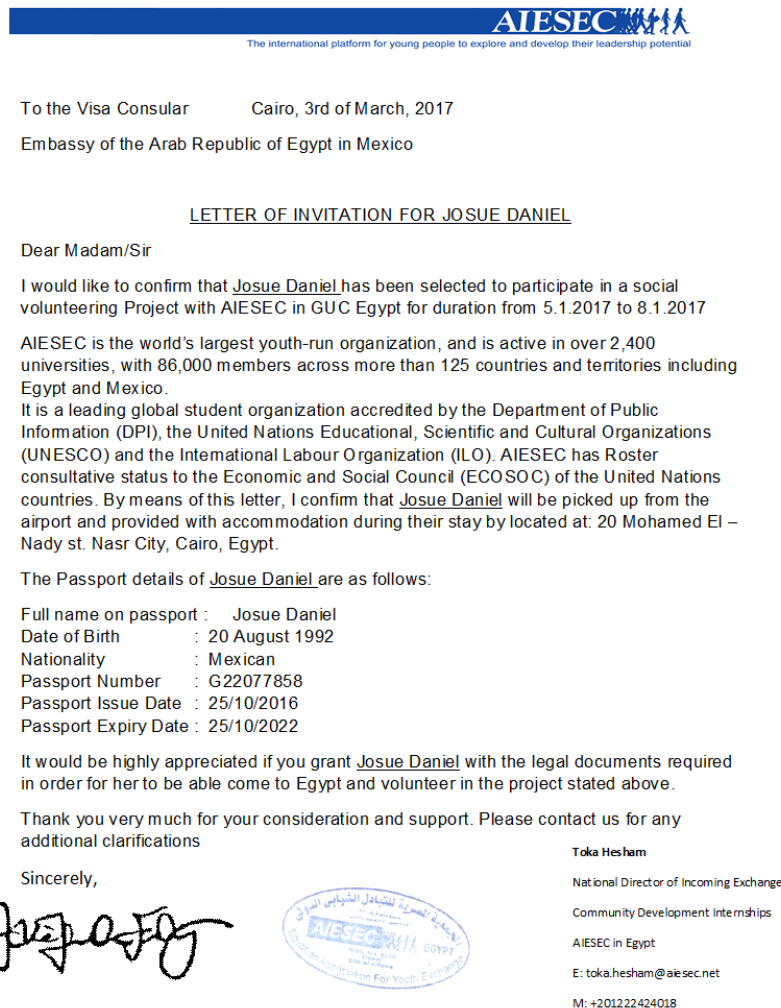 AIESEC
The international platform for young people to explore and develop their leadership potential
To the Visa Consular Cairo, 3rd of March, 2017
Embassy of the Arab Republic of Egypt in Mexico
LETTER OF INVITATION FOR JOSUE DANIEL
Dear Madam/Sir
I would like to confirm that Josue Daniel has been selected to participate in a social
volunteering Project with AIESEC in GUC Egypt for duration from 5.1.2017 to 8.1.2017
AIESEC is the world's largest youth-run organization, and is active in over 2,400
universities, with 86,000 members across more than 125 countries and territories including
Egypt and Mexico.
It is a leading global student organization accredited by the Department of Public
Information (DPI), the United Nations Educational, Scientific and Cultural Organizations
(UNESCO) and the International Labour Organization (ILO). AIESEC has Roster
consultative status to the Economic and Social Council (ECOSOC) of the United Nations
countries. By means of this letter, I confirm that Josue Daniel will be picked up from the
airport and provided with accommodation during their stay by located at: 20 Mohamed El –
Nady st. Nasr City, Cairo, Egypt.
The Passport details of Josue Daniel are as follows:
Full name on passport : Josue Daniel
Date of Birth : 20 August 1992
Nationality : Mexican
Passport Number : G22077858
Passport Issue Date : 25/10/2016
Passport Expiry Date : 25/10/2022
It would be highly appreciated if you grant Josue Daniel with the legal documents required
in order for her to be able come to Egypt and volunteer in the project stated above.
Thank you very much for your consideration and support. Please contact us for any
additional clarifications
Sincerely,
الجمعية المصرية للتبادل الشبابى الدولى
AIESEC EGYPT
Egyptian Association For Youth Exchange
Toka Hesham
National Director of Incoming Exchange
Community Development Internships
AIESEC in Egypt
E: toka.hesham@aiesec.net
M: +201222424018